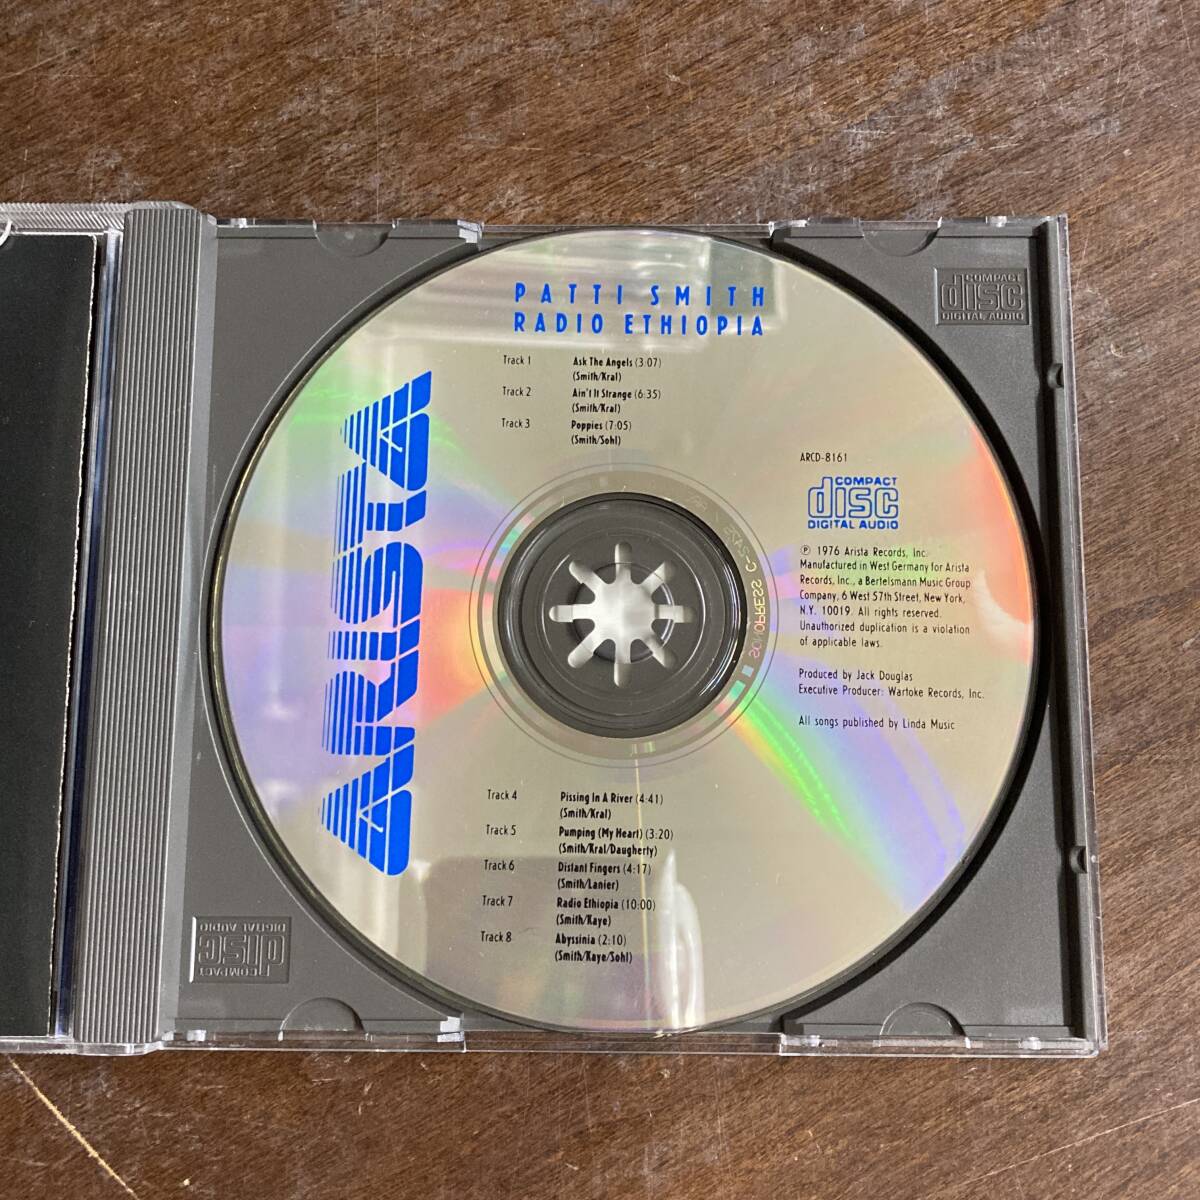 PATTI SMITH
RADIO ETHIOPIA
Track 1 Ask The Angels (3:07)
(Smith/Kral)
Track 2 Ain't It Strange (6:35)
(Smith/Kral)
Track 3 Poppies (7:05)
(Smith/Sohl)
ARISTA
ARCD-8161
COMPACT
disc
DIGITAL AUDIO
℗ 1976 Arista Records, Inc.
Manufactured in West Germany for Arista
Records, Inc., a Bertelsmann Music Group
Company, 6 West 57th Street, New York,
N.Y. 10019. All rights reserved.
Unauthorized duplication is a violation
of applicable laws.
Produced by Jack Douglas
Executive Producer: Wartoke Records, Inc.
All songs published by Linda Music
Track 4 Pissing In A River (4:41)
(Smith/Kral)
Track 5 Pumping (My Heart) (3:20)
(Smith/Kral/Daugherty)
Track 6 Distant Fingers (4:17)
(Smith/Lanier)
Track 7 Radio Ethiopia (10:00)
(Smith/Kaye)
Track 8 Abyssinia (2:10)
(Smith/Kaye/Sohl)
COMPACT
disc
DIGITAL AUDIO
COMPACT
disc
DIGITAL AUDIO